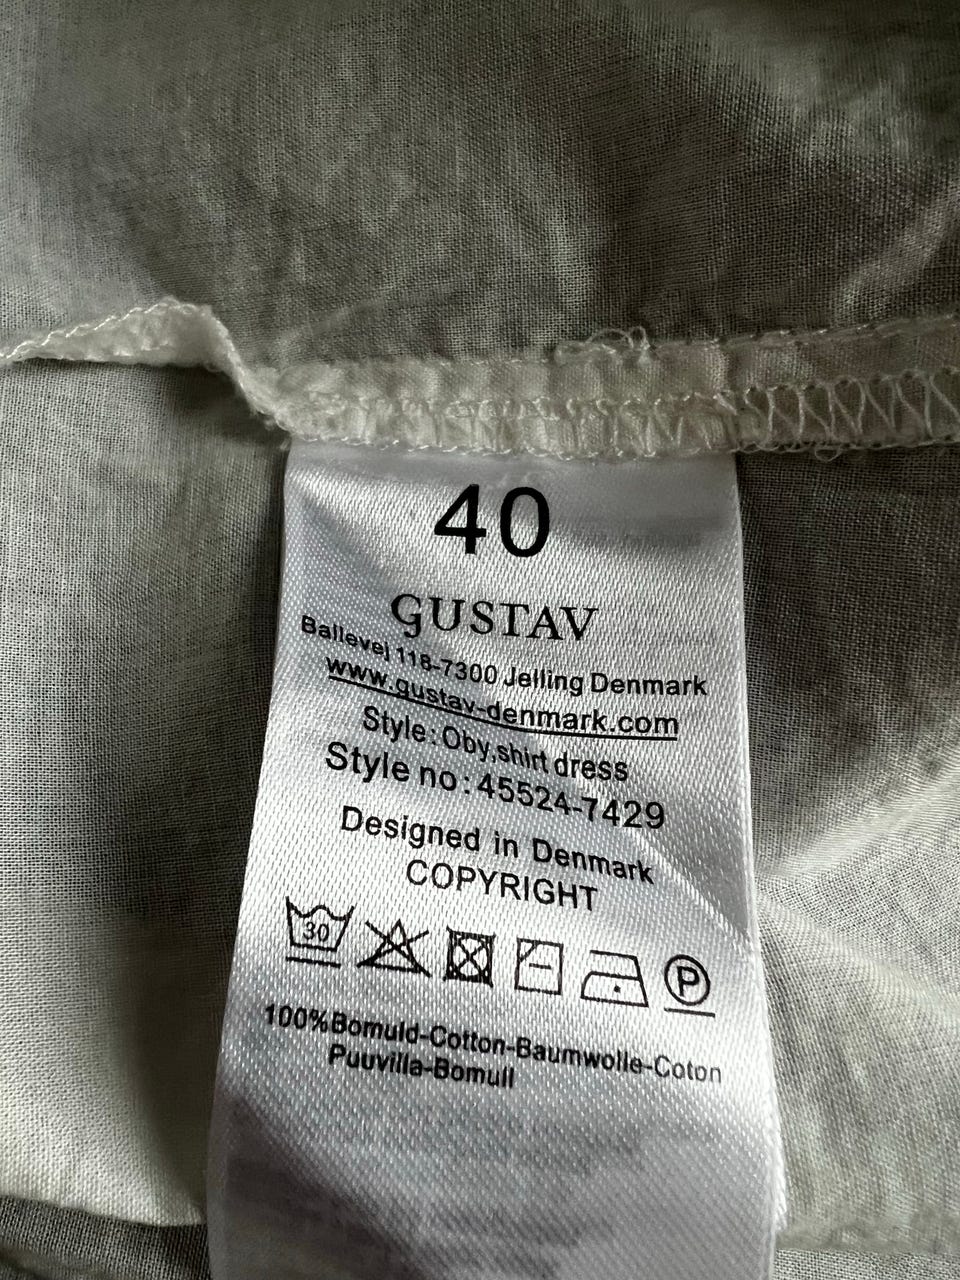 40
GUSTAV
Ballevej 118-7300 Jelling Denmark
www.gustav-denmark.com
Style: Oby,shirt dress
Style no: 45524-7429
Designed in Denmark
COPYRIGHT
30 P
100%Bomuld-Cotton-Baumwolle-Coton
Puuvilla-Bomull